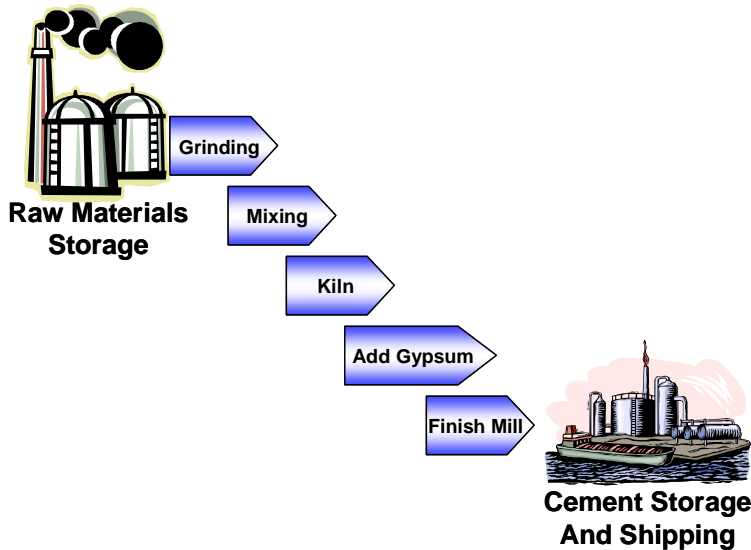 Grinding
Raw Materials
Storage
Mixing
Kiln
Add Gypsum
Finish Mill
Cement Storage
And Shipping